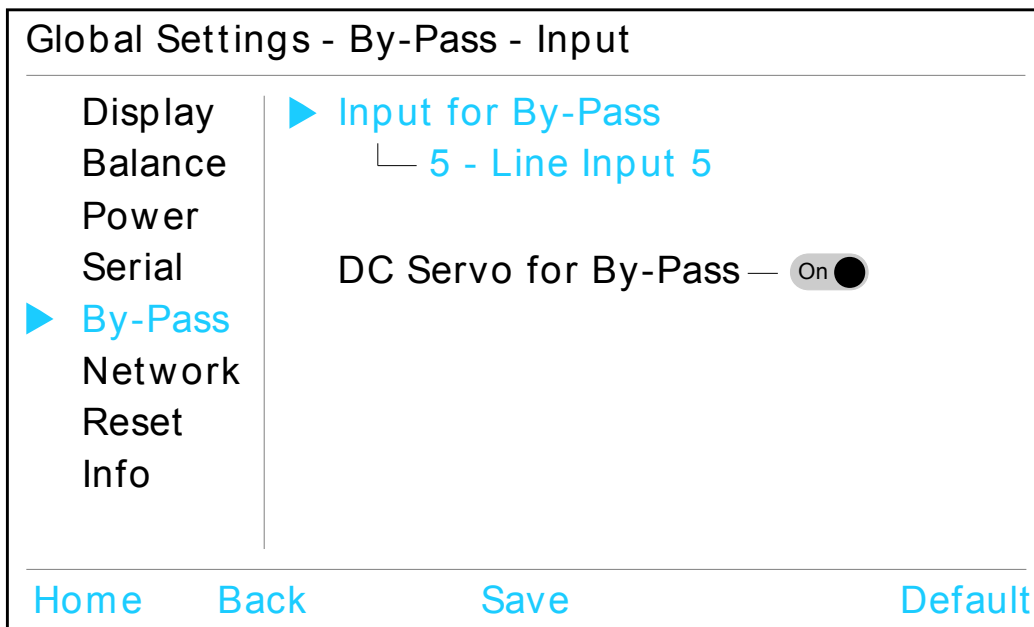 Global Settings - By-Pass - Input
Display
Balance
Power
Serial
By-Pass
Network
Reset
Info
Input for By-Pass
5 - Line Input 5
DC Servo for By-Pass On
Home Back Save Default